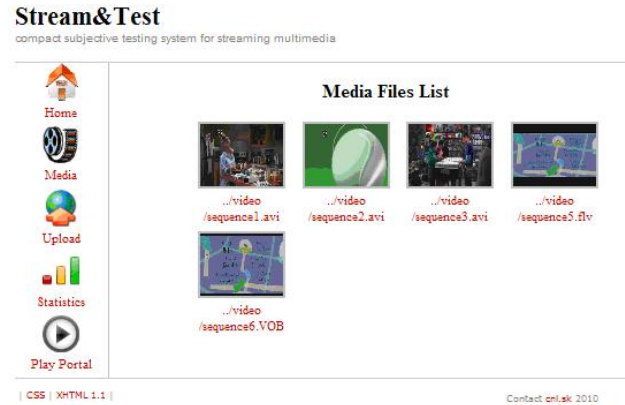 Stream&Test
compact subjective testing system for streaming multimedia
Home
Media
Upload
Statistics
Play Portal
Media Files List
../video
/sequence1.avi
../video
/sequence2.avi
../video
/sequence3.avi
../video
/sequence5.flv
../video
/sequence6.VOB
| CSS | XHTML 1.1 |
Contact cnl.sk 2010